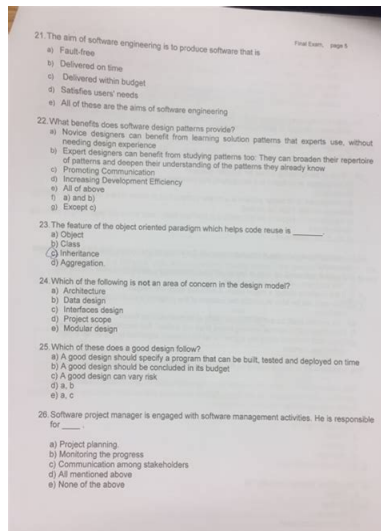 Final Exam, page 5
21. The aim of software engineering is to produce software that is
a) Fault-free
b) Delivered on time
c) Delivered within budget
d) Satisfies users' needs
e) All of these are the aims of software engineering
22. What benefits does software design patterns provide?
a) Novice designers can benefit from learning solution patterns that experts use, without
needing design experience
b) Expert designers can benefit from studying patterns too: They can broaden their repertoire
of patterns and deepen their understanding of the patterns they already know
c) Promoting Communication
d) Increasing Development Efficiency
e) All of above
f) a) and b)
g) Except c)
23. The feature of the object oriented paradigm which helps code reuse is ______.
a) Object
b) Class
c) Inheritance
d) Aggregation.
24. Which of the following is not an area of concern in the design model?
a) Architecture
b) Data design
c) Interfaces design
d) Project scope
e) Modular design
25. Which of these does a good design follow?
a) A good design should specify a program that can be built, tested and deployed on time
b) A good design should be concluded in its budget
c) A good design can vary risk
d) a, b
e) a, c
26. Software project manager is engaged with software management activities. He is responsible
for ____ .
a) Project planning.
b) Monitoring the progress
c) Communication among stakeholders
d) All mentioned above
e) None of the above